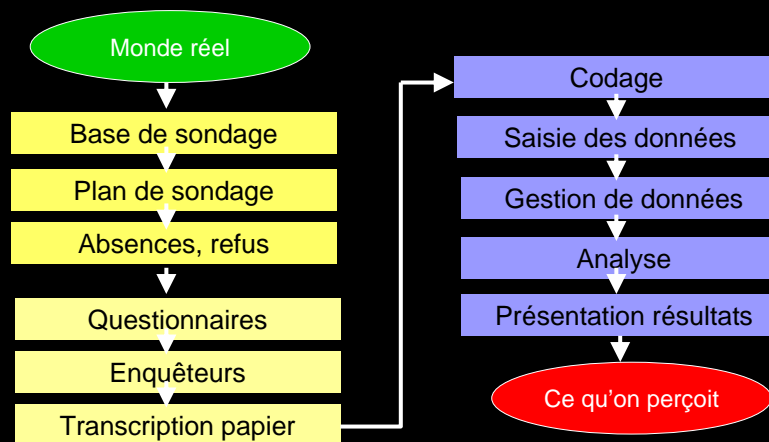 Monde réel
Base de sondage
Plan de sondage
Absences, refus
Questionnaires
Enquêteurs
Transcription papier
Codage
Saisie des données
Gestion de données
Analyse
Présentation résultats
Ce qu'on perçoit